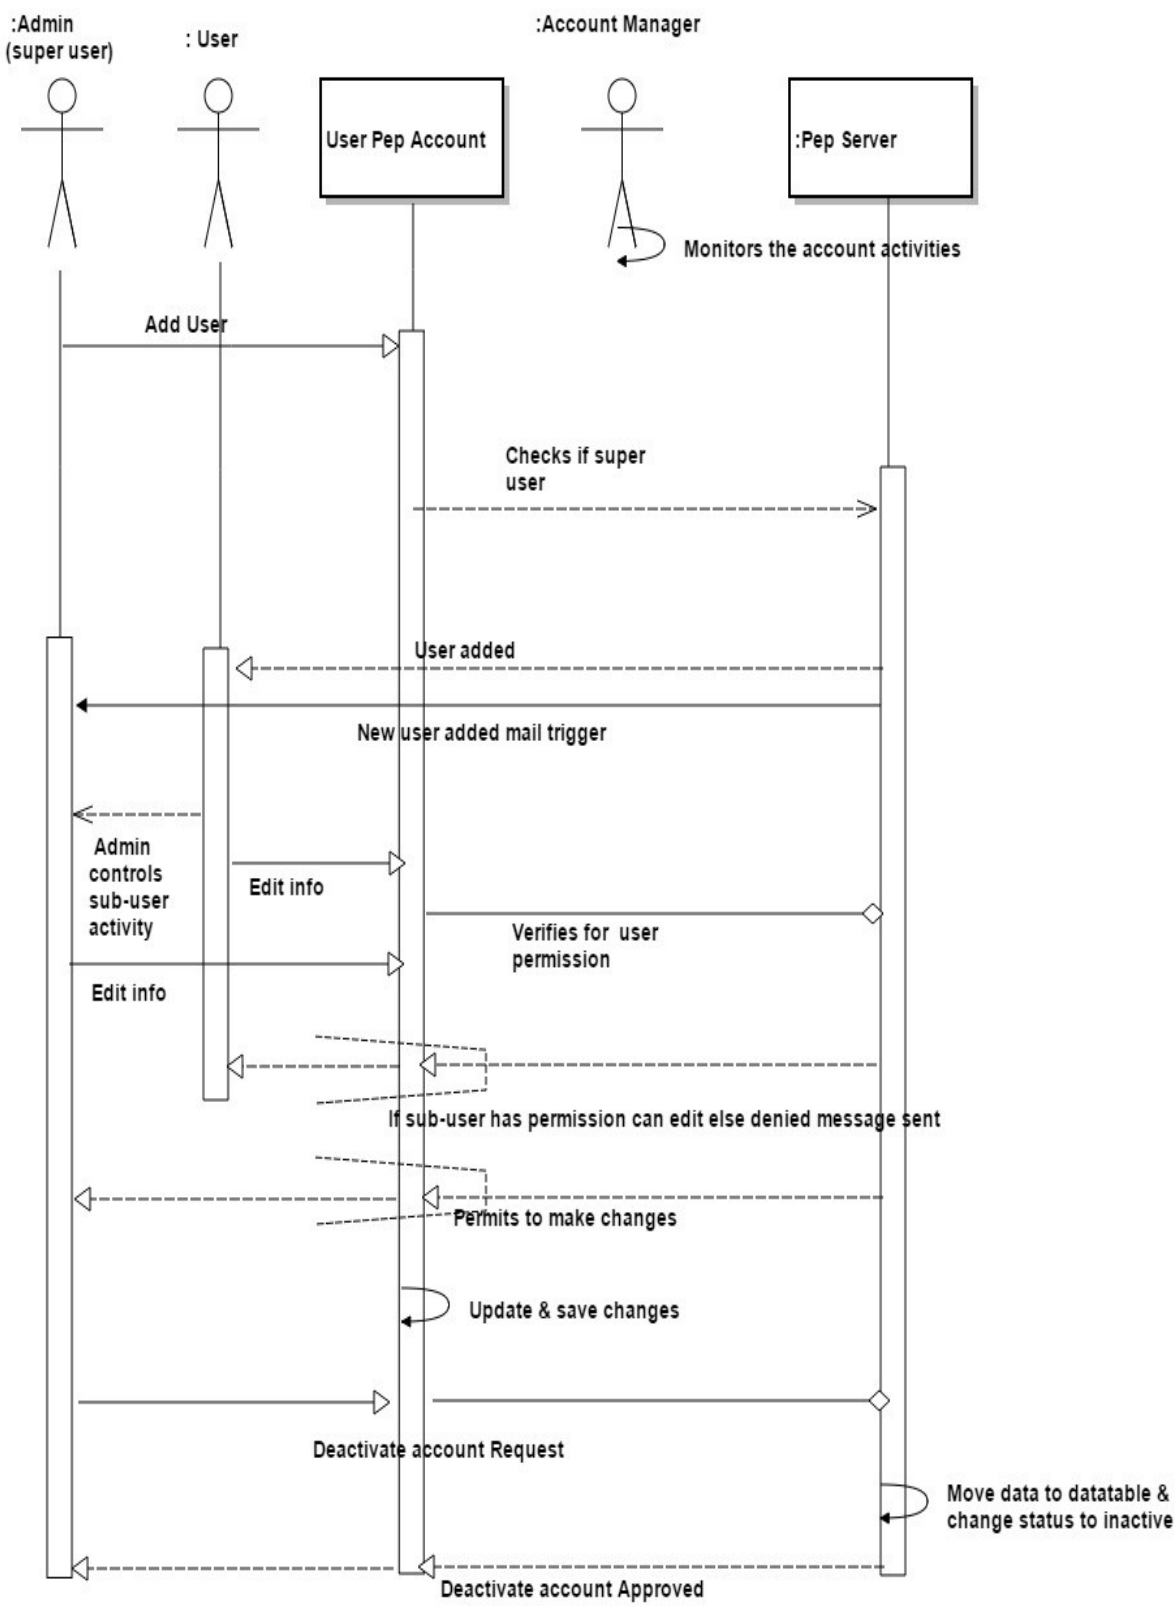 :Admin
(super user)
: User
:Account Manager
User Pep Account
:Pep Server
Monitors the account activities
Add User
Checks if super
user
User added
New user added mail trigger
Admin
controls
sub-user
activity
Edit info
Verifies for user
permission
Edit info
If sub-user has permission can edit else denied message sent
Permits to make changes
Update & save changes
Deactivate account Request
Move data to datatable &
change status to inactive
Deactivate account Approved